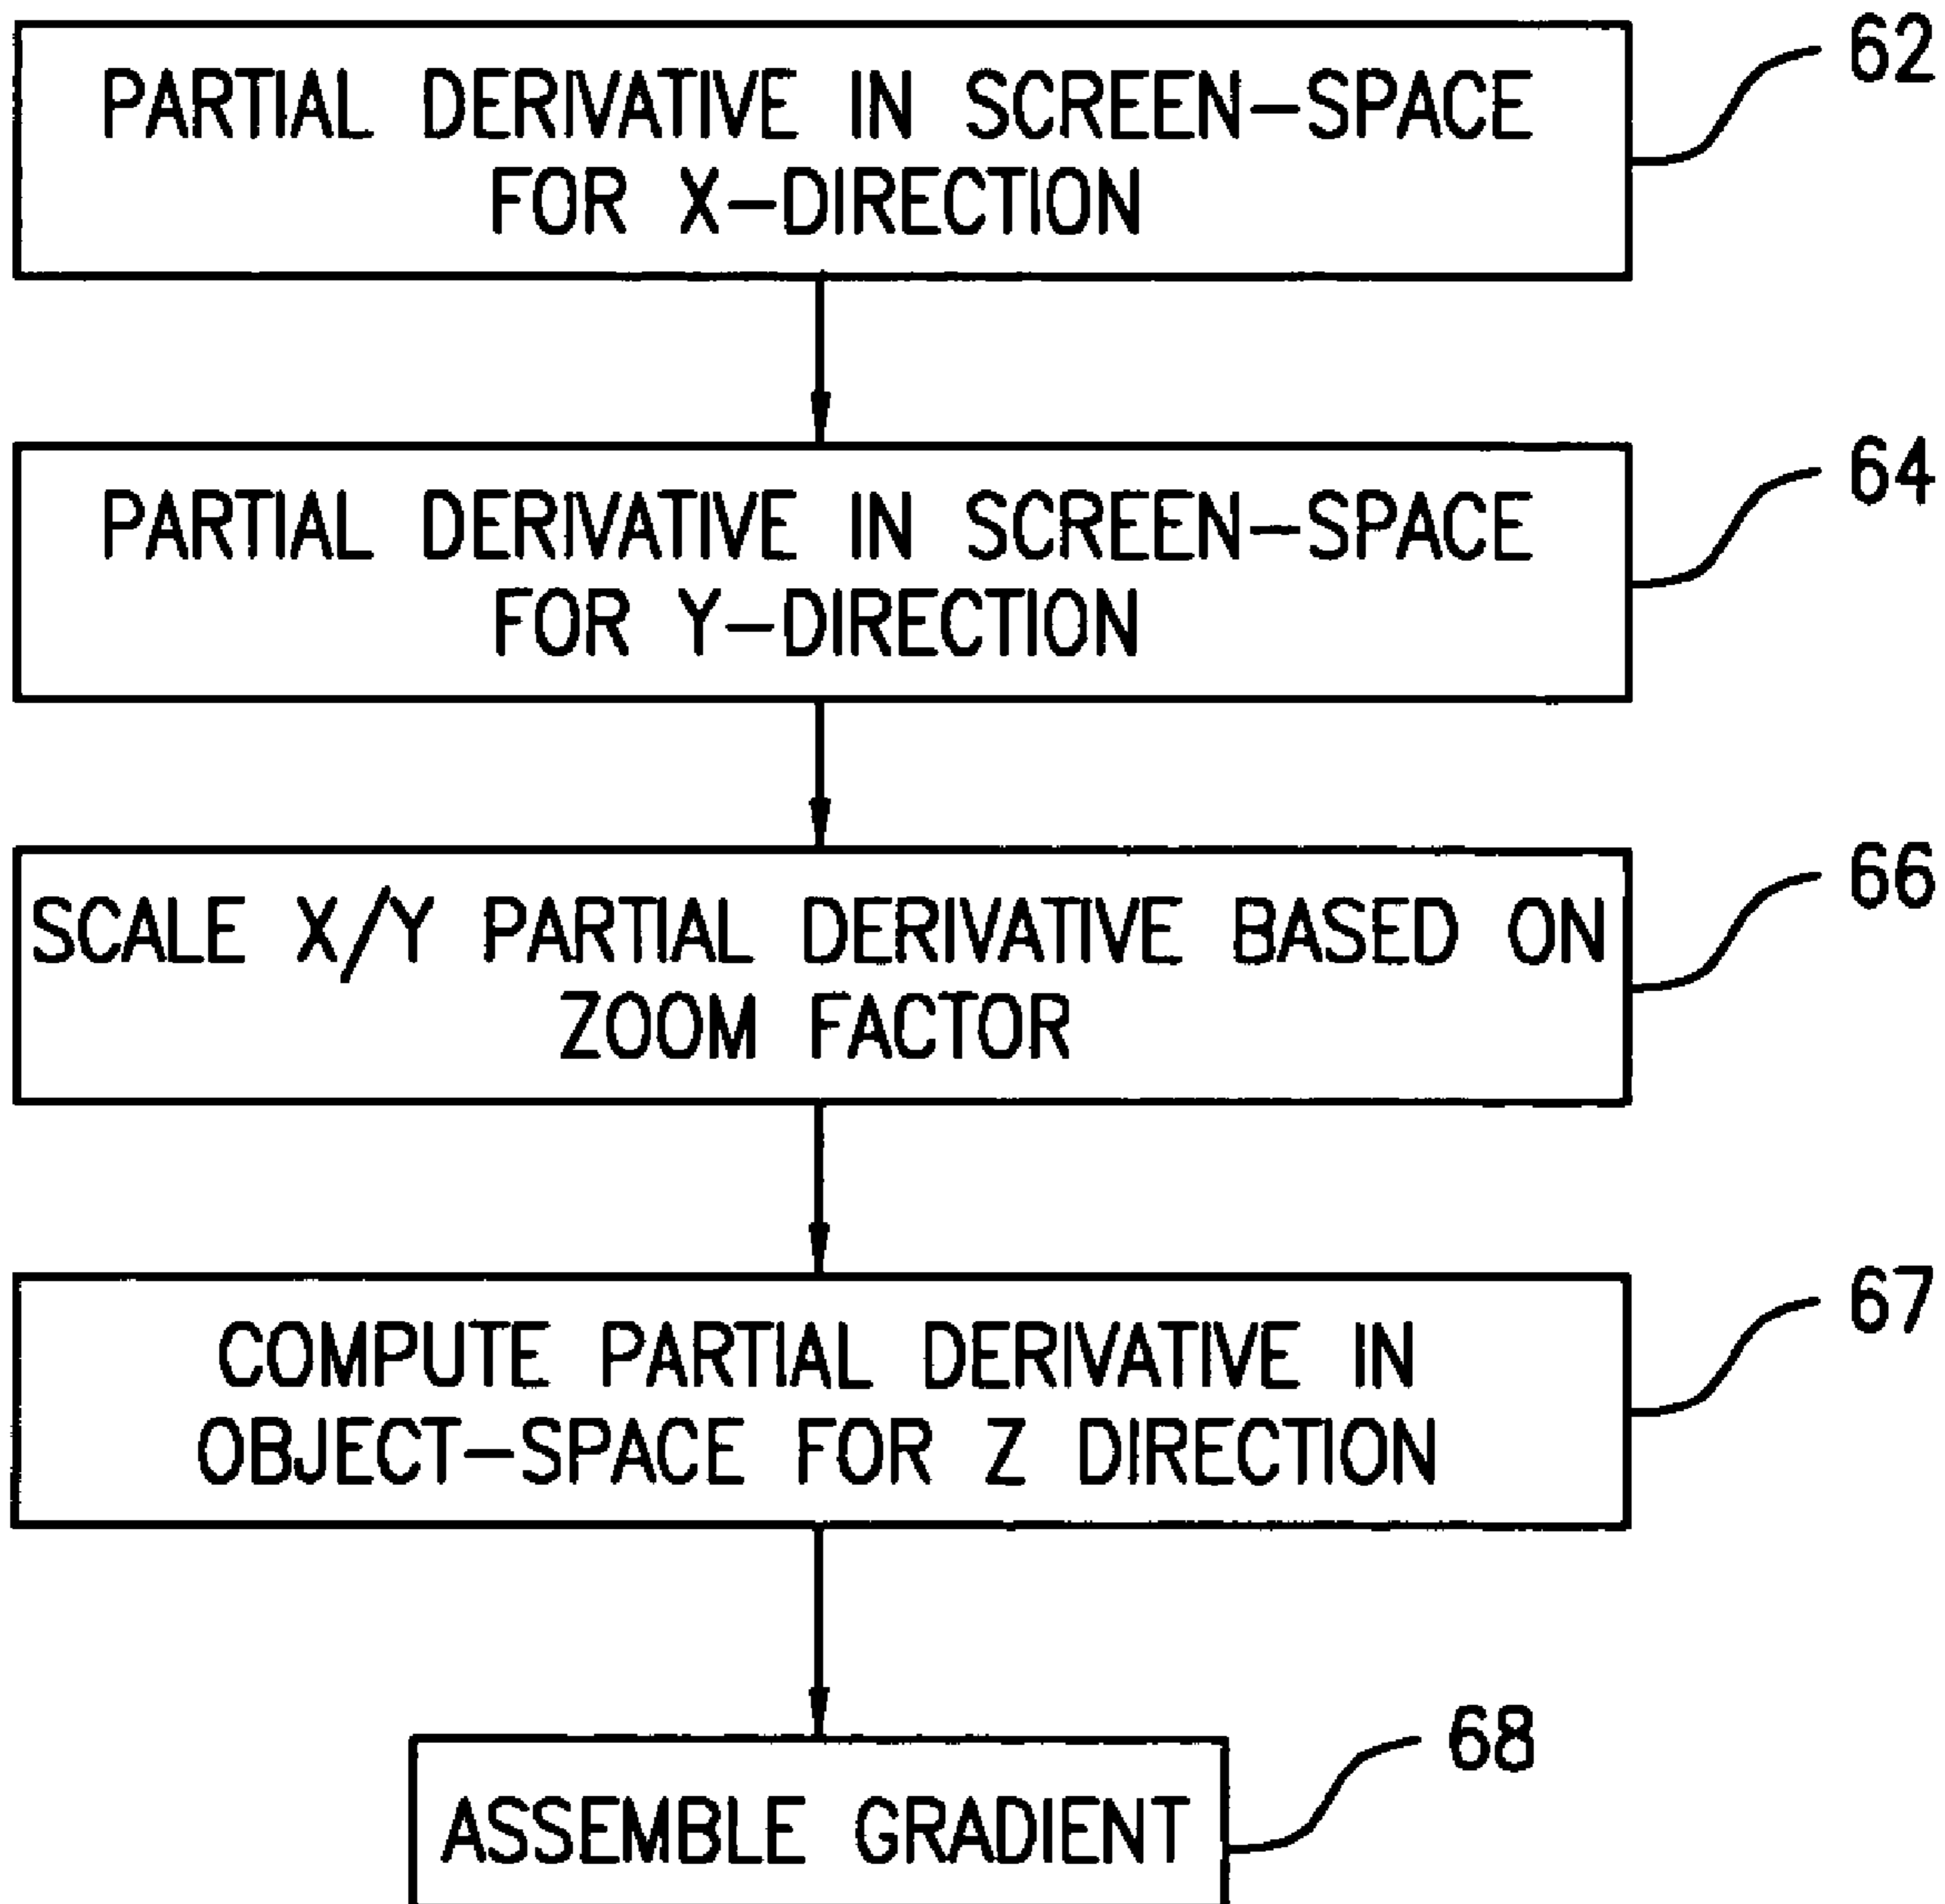 PARTIAL DERIVATIVE IN SCREEN-SPACE
FOR X-DIRECTION
62
PARTIAL DERIVATIVE IN SCREEN-SPACE
FOR Y-DIRECTION
64
SCALE X/Y PARTIAL DERIVATIVE BASED ON
ZOOM FACTOR
66
COMPUTE PARTIAL DERIVATIVE IN
OBJECT-SPACE FOR Z DIRECTION
67
ASSEMBLE GRADIENT
68